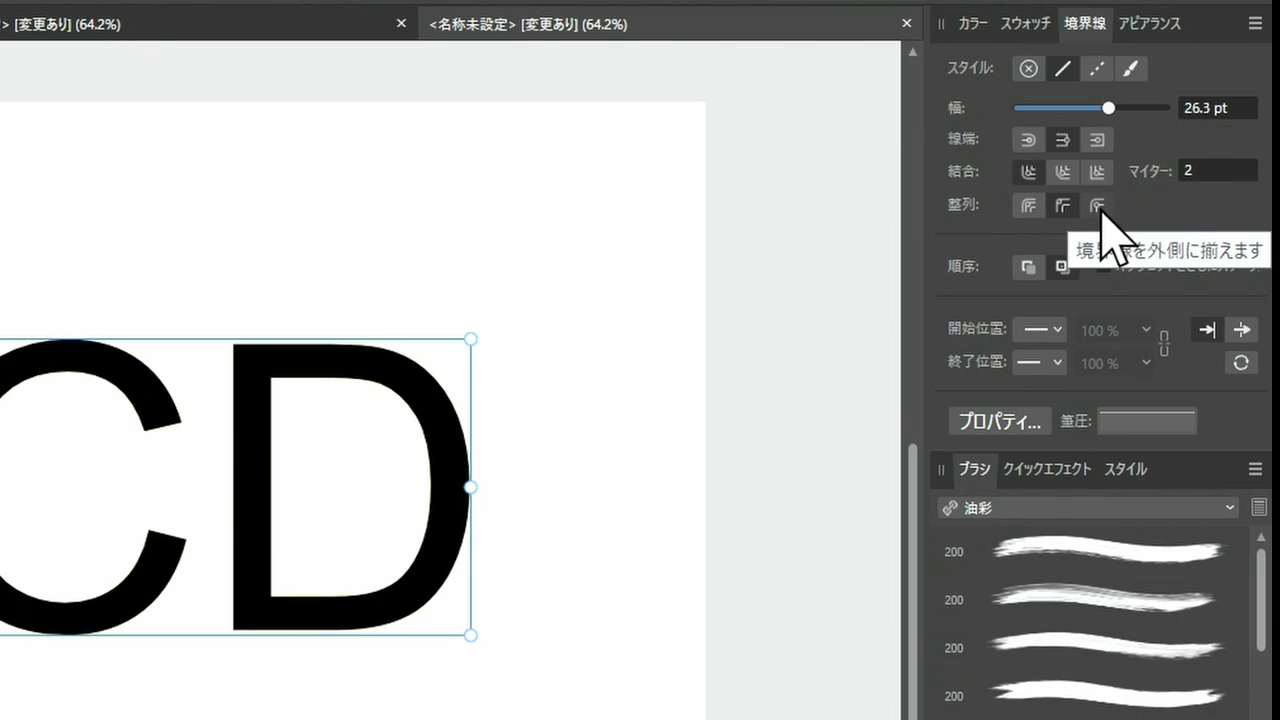 > [変更あり] (64.2%)
<名称未設定> [変更あり] (64.2%)
カラー スウォッチ 境界線 アピアランス
スタイル:
幅: 26.3 pt
線端:
結合: マイター: 2
整列:
境界線を外側に揃えます
順序:
開始位置: 100 %
終了位置: 100 %
プロパティ... 筆圧:
ブラシ クイックエフェクト スタイル
油彩
200
200
200
200
CD